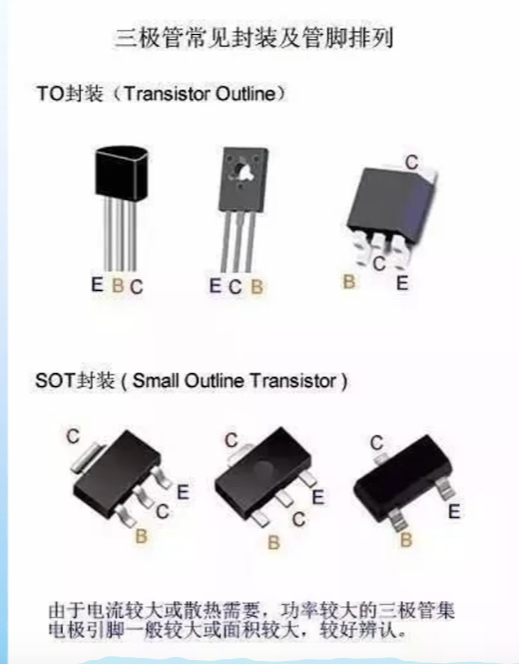 三极管常见封装及管脚排列
TO封装（Transistor Outline）
C
E B C
E C B
B C E
SOT封装 ( Small Outline Transistor )
C
B C E
C
B C E
C
B E
由于电流较大或散热需要，功率较大的三极管集
电极引脚一般较大或面积较大，较好辨认。